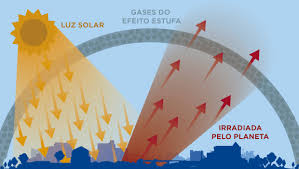 LUZ SOLAR
GASES DO
EFEITO ESTUFA
IRRADIADA
PELO PLANETA